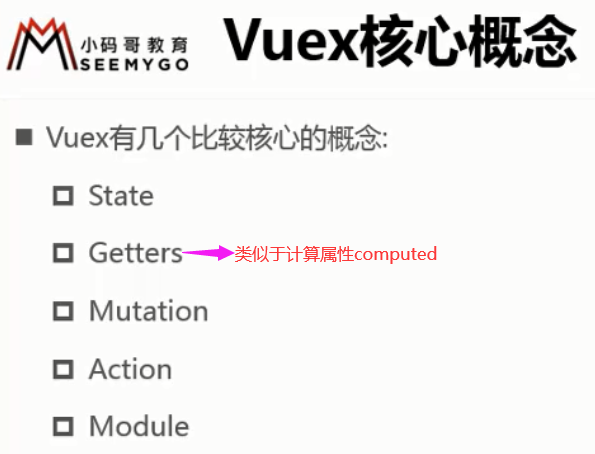 小码哥教育
SEEMYGO
Vuex核心概念
Vuex有几个比较核心的概念:
State
Getters 类似于计算属性computed
Mutation
Action
Module